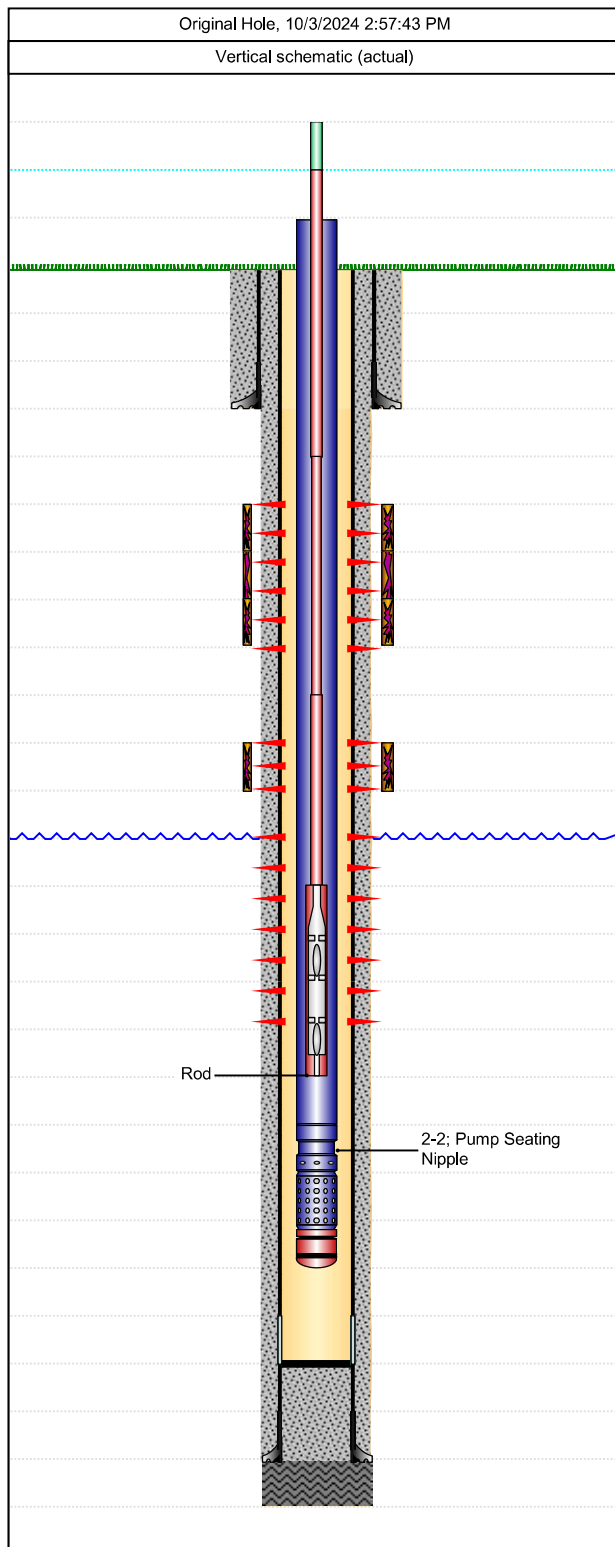 Original Hole, 10/3/2024 2:57:43 PM
Vertical schematic (actual)
Rod
2-2; Pump Seating
Nipple